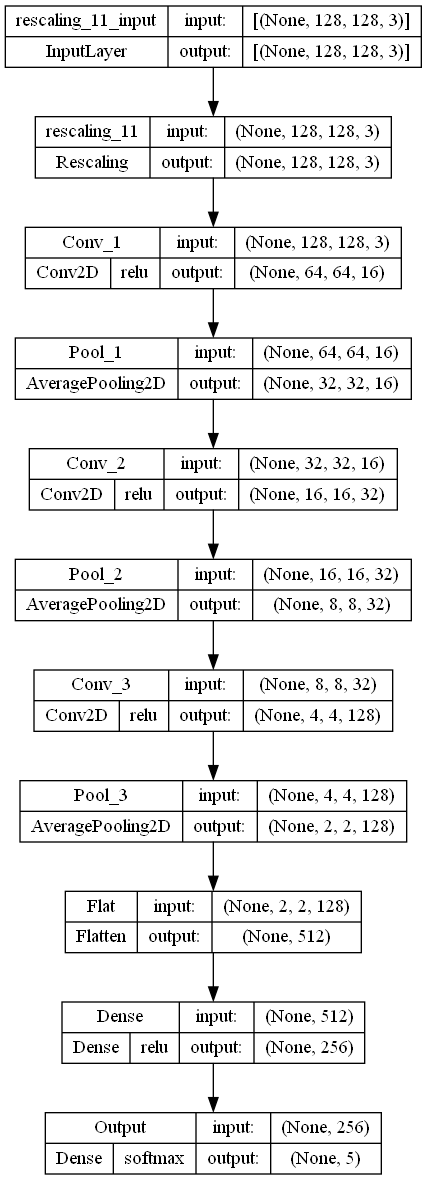 rescaling_11_input input: [(None, 128, 128, 3)]
InputLayer output: [(None, 128, 128, 3)]
rescaling_11 input: (None, 128, 128, 3)
Rescaling output: (None, 128, 128, 3)
Conv_1 input: (None, 128, 128, 3)
Conv2D relu output: (None, 64, 64, 16)
Pool_1 input: (None, 64, 64, 16)
AveragePooling2D output: (None, 32, 32, 16)
Conv_2 input: (None, 32, 32, 16)
Conv2D relu output: (None, 16, 16, 32)
Pool_2 input: (None, 16, 16, 32)
AveragePooling2D output: (None, 8, 8, 32)
Conv_3 input: (None, 8, 8, 32)
Conv2D relu output: (None, 4, 4, 128)
Pool_3 input: (None, 4, 4, 128)
AveragePooling2D output: (None, 2, 2, 128)
Flat input: (None, 2, 2, 128)
Flatten output: (None, 512)
Dense input: (None, 512)
Dense relu output: (None, 256)
Output input: (None, 256)
Dense softmax output: (None, 5)